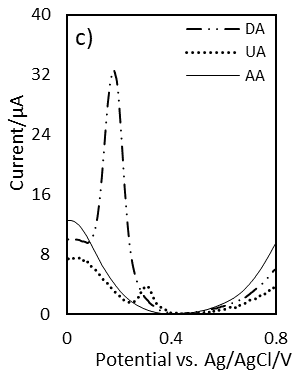 c)
DA
UA
AA
Current/µA
40
32
24
16
8
0
0
0.4
0.8
Potential vs. Ag/AgCl/V